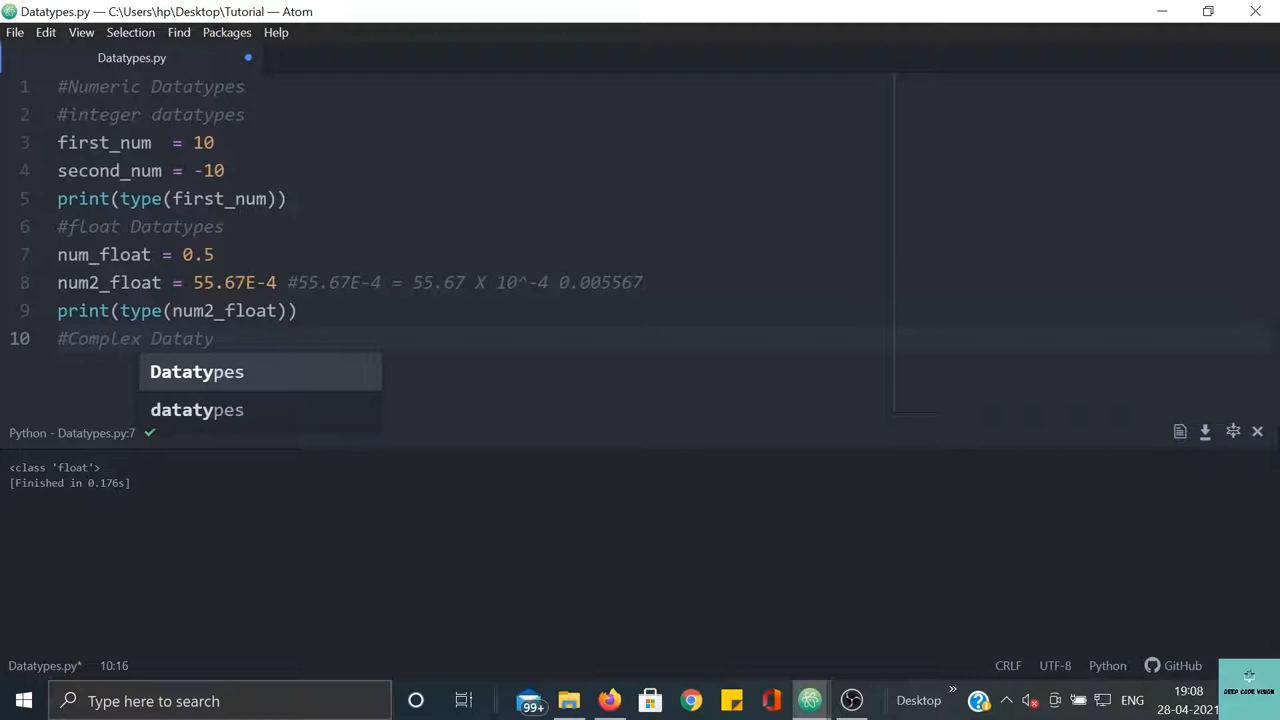 Datatypes.py — C:\Users\hp\Desktop\Tutorial — Atom
File Edit View Selection Find Packages Help
Datatypes.py
1 #Numeric Datatypes
2 #integer datatypes
3 first_num  = 10
4 second_num = -10
5 print(type(first_num))
6 #float Datatypes
7 num_float = 0.5
8 num2_float = 55.67E-4 #55.67E-4 = 55.67 X 10^-4 0.005567
9 print(type(num2_float))
10 #Complex Dataty
Datatypes
datatypes
Python - Datatypes.py:7
<class 'float'>
[Finished in 0.176s]
Datatypes.py* 10:16 CRLF UTF-8 Python GitHub
DEEP CODE VISION
Type here to search 99+ Desktop ENG 19:08
28-04-2021